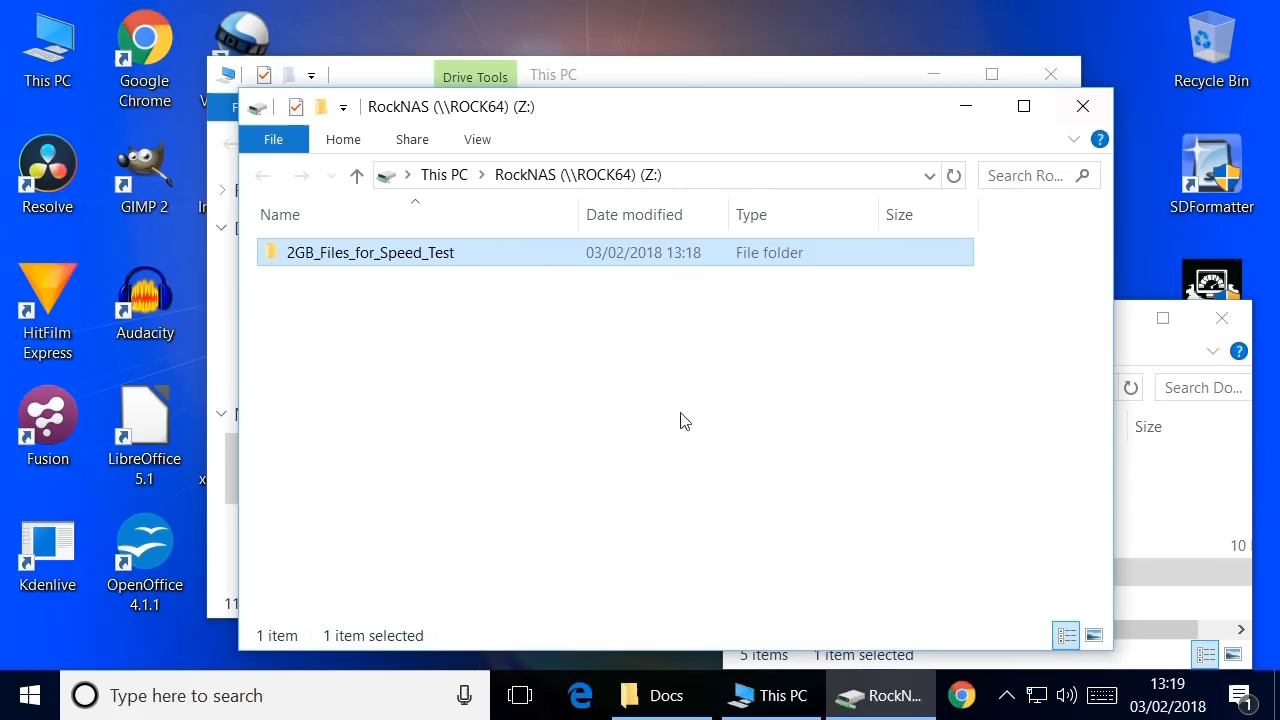 This PC
Google
Chrome
Recycle Bin
Resolve
GIMP 2
SDFormatter
HitFilm
Express
Audacity
Fusion
LibreOffice
5.1
Kdenlive
OpenOffice
4.1.1
Drive Tools
This PC
RockNAS (\\ROCK64) (Z:)
File
Home
Share
View
This PC
RockNAS (\\ROCK64) (Z:)
Search Ro...
Name
Date modified
Type
Size
2GB_Files_for_Speed_Test
03/02/2018 13:18
File folder
1 item
1 item selected
11
Search Do...
Size
10
5 items
1 item selected
Type here to search
Docs
This PC
RockN...
13:19
03/02/2018
1